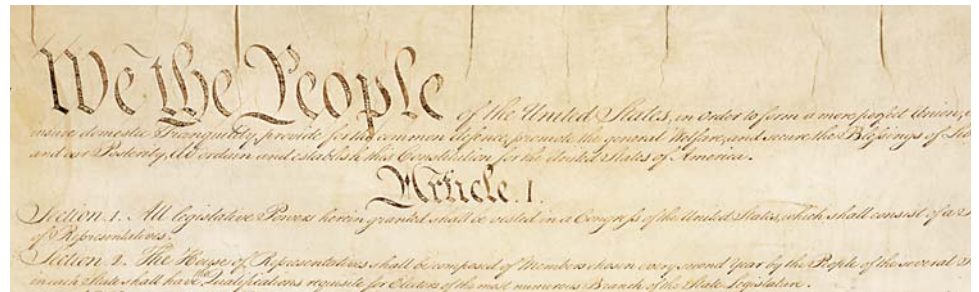 We the People of the United States, in Order to form a more perfect Union,
insure domestic Tranquility, provide for the common defence, promote the general Welfare, and secure the Blessings of
and our Posterity, do ordain and establish this Constitution for the United States of America.
Article. I.
Section. 1. All legislative Powers herein granted shall be vested in a Congress of the United States, which shall consist of a
of Representatives.
Section. 2. The House of Representatives shall be composed of Members chosen every second Year by the People of the several
in each State shall have Qualifications requisite for Electors of the most numerous Branch of the State Legislature.